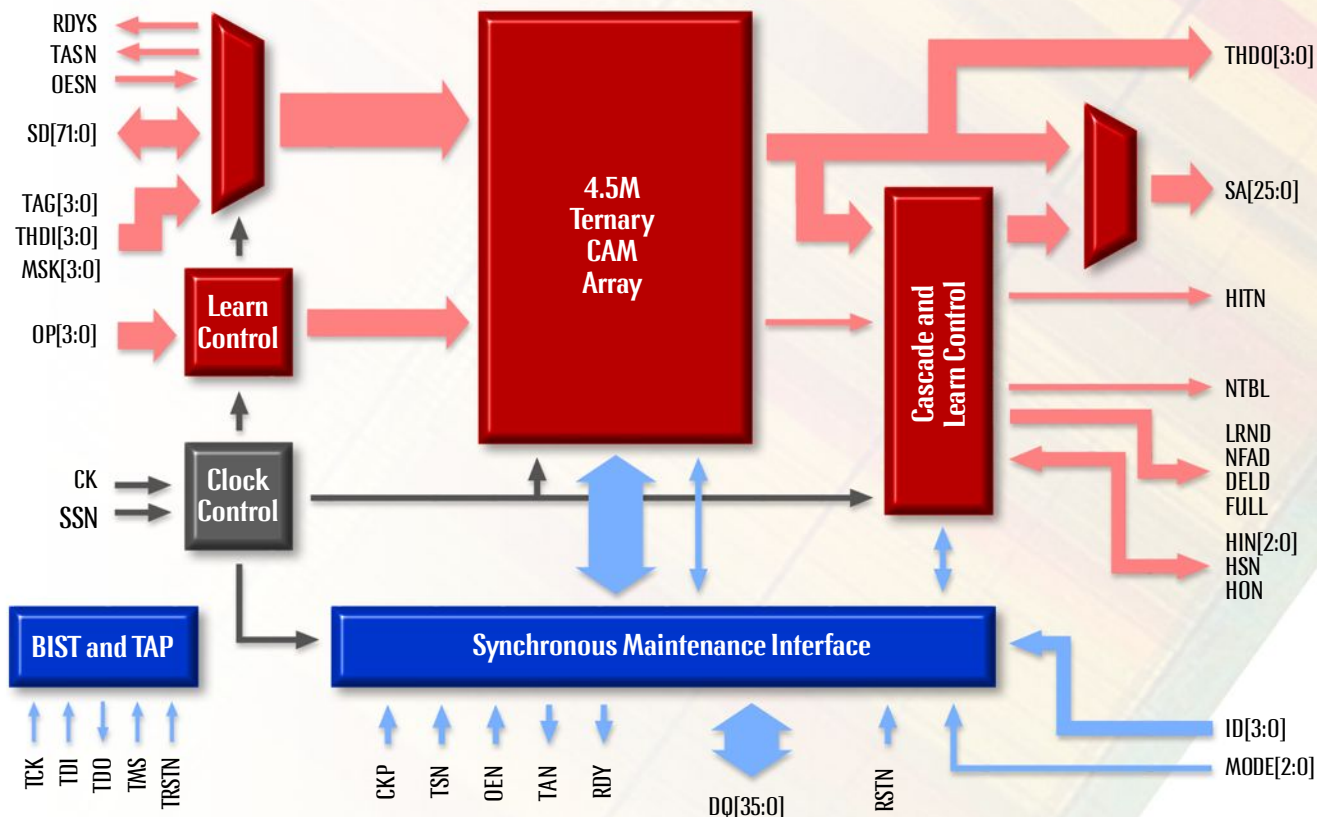 RDYS
TASN
OESN
SD[71:0]
TAG[3:0]
THDI[3:0]
MSK[3:0]
OP[3:0]
CK
SSN
Learn
Control
Clock
Control
4.5M
Ternary
CAM
Array
Cascade and
Learn Control
THDO[3:0]
SA[25:0]
HITN
NTBL
LRND
NFAD
DELD
FULL
HIN[2:0]
HSN
HON
BIST and TAP
Synchronous Maintenance Interface
TCK
TDI
TDO
TMS
TRSTN
CKP
TSN
OEN
TAN
RDY
DQ[35:0]
RSTN
ID[3:0]
MODE[2:0]